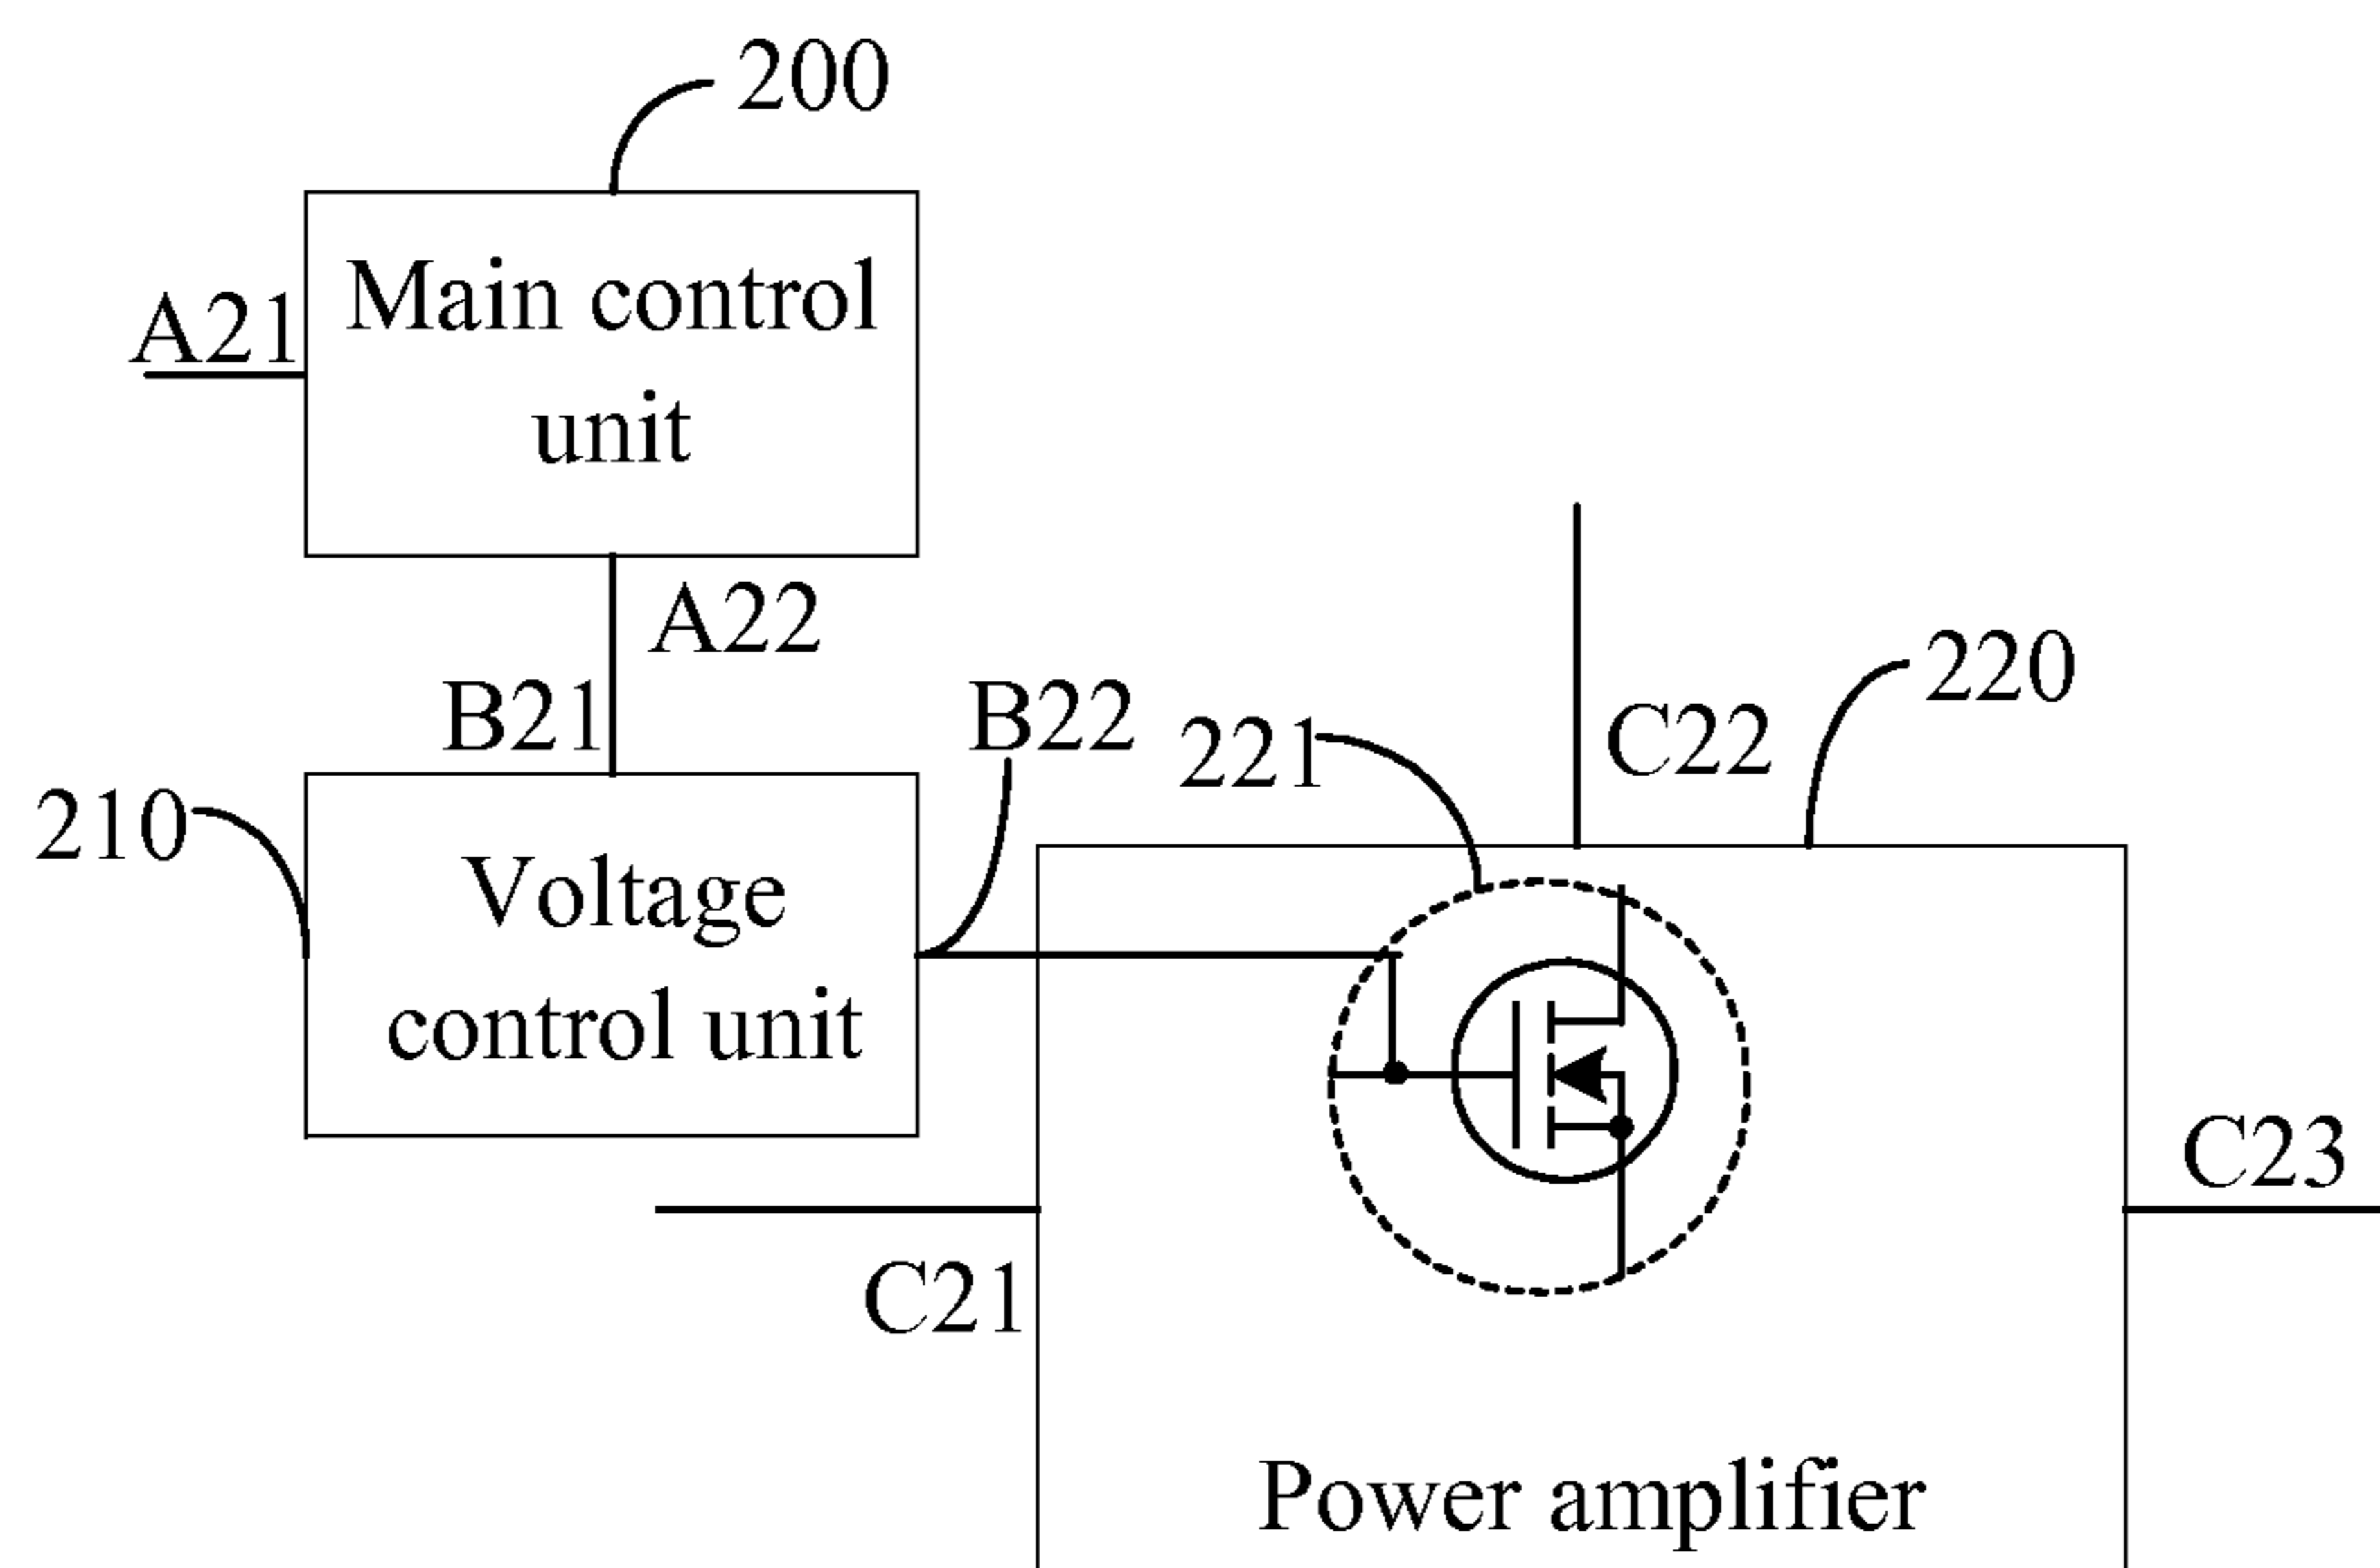 200
Main control
unit
A21
A22
B21
B22
221
C22
220
210
Voltage
control unit
C21
C23
Power amplifier